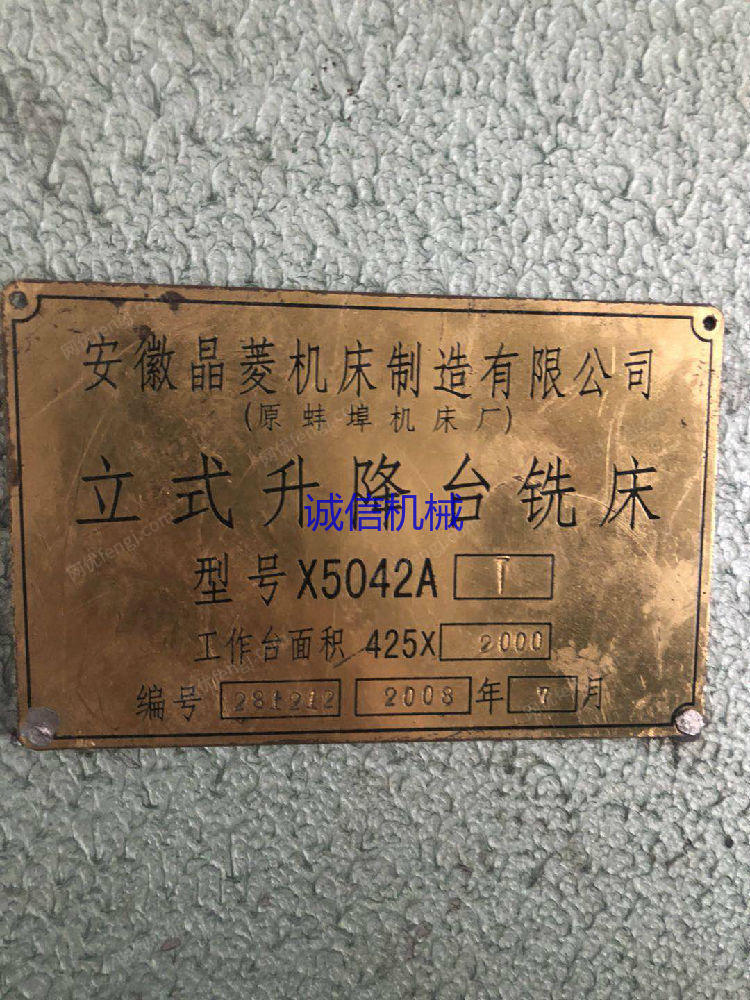 安徽晶菱机床制造有限公司
(原蚌埠机床厂)
立式升降台铣床
诚信机械
型号X5042A T
工作台面积 425X 2000
编号 281212 2008 年 7 月